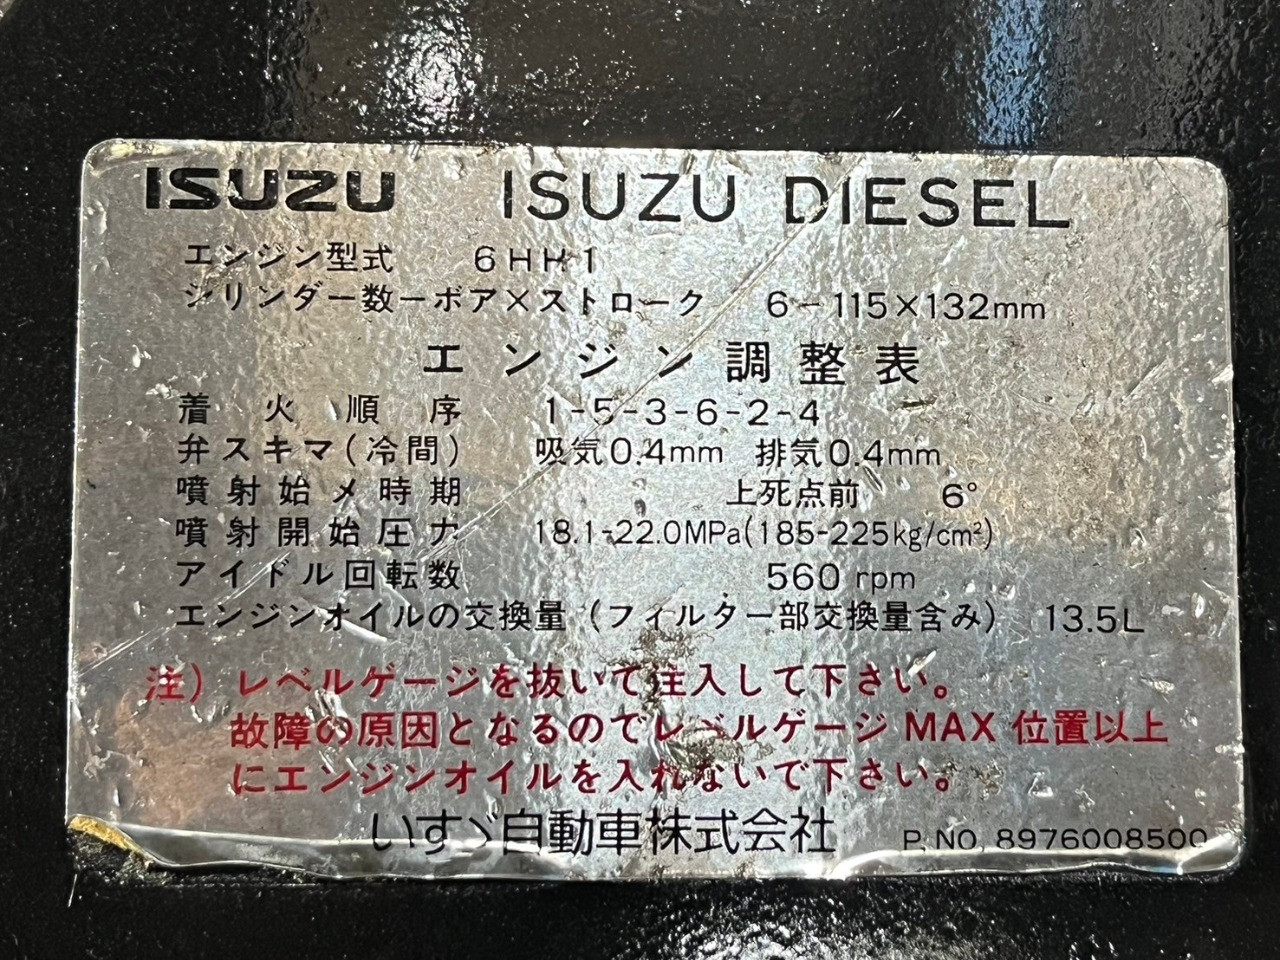 ISUZU ISUZU DIESEL
エンジン型式 6HK1
シリンダー数ーボア×ストローク 6-115×132mm
エンジン調整表
着火順序 1-5-3-6-2-4
弁スキマ(冷間) 吸気0.4mm 排気0.4mm
噴射始メ時期 上死点前 6°
噴射開始圧力 18.1-22.0MPa(185-225kg/cm²)
アイドル回転数 560 rpm
エンジンオイルの交換量(フィルター部交換量含み) 13.5L
注)レベルゲージを抜いて注入して下さい。
故障の原因となるのでレベルゲージMAX位置以上
にエンジンオイルを入れないで下さい。
いすゞ自動車株式会社 P.NO. 8976008500